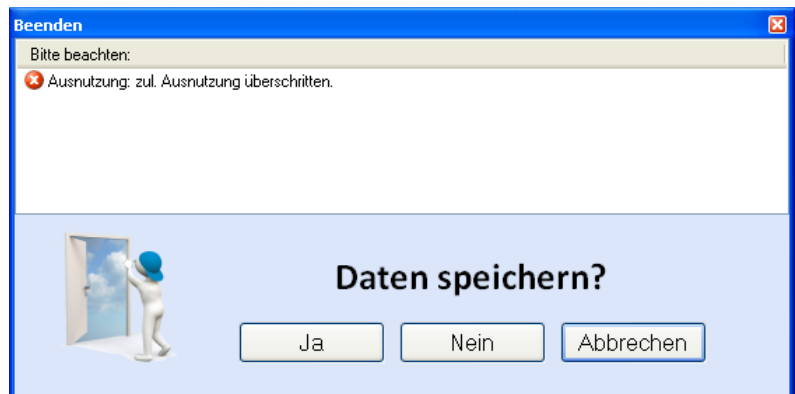 Beenden
Bitte beachten:
Ausnutzung: zul. Ausnutzung überschritten.
Daten speichern?
Ja
Nein
Abbrechen